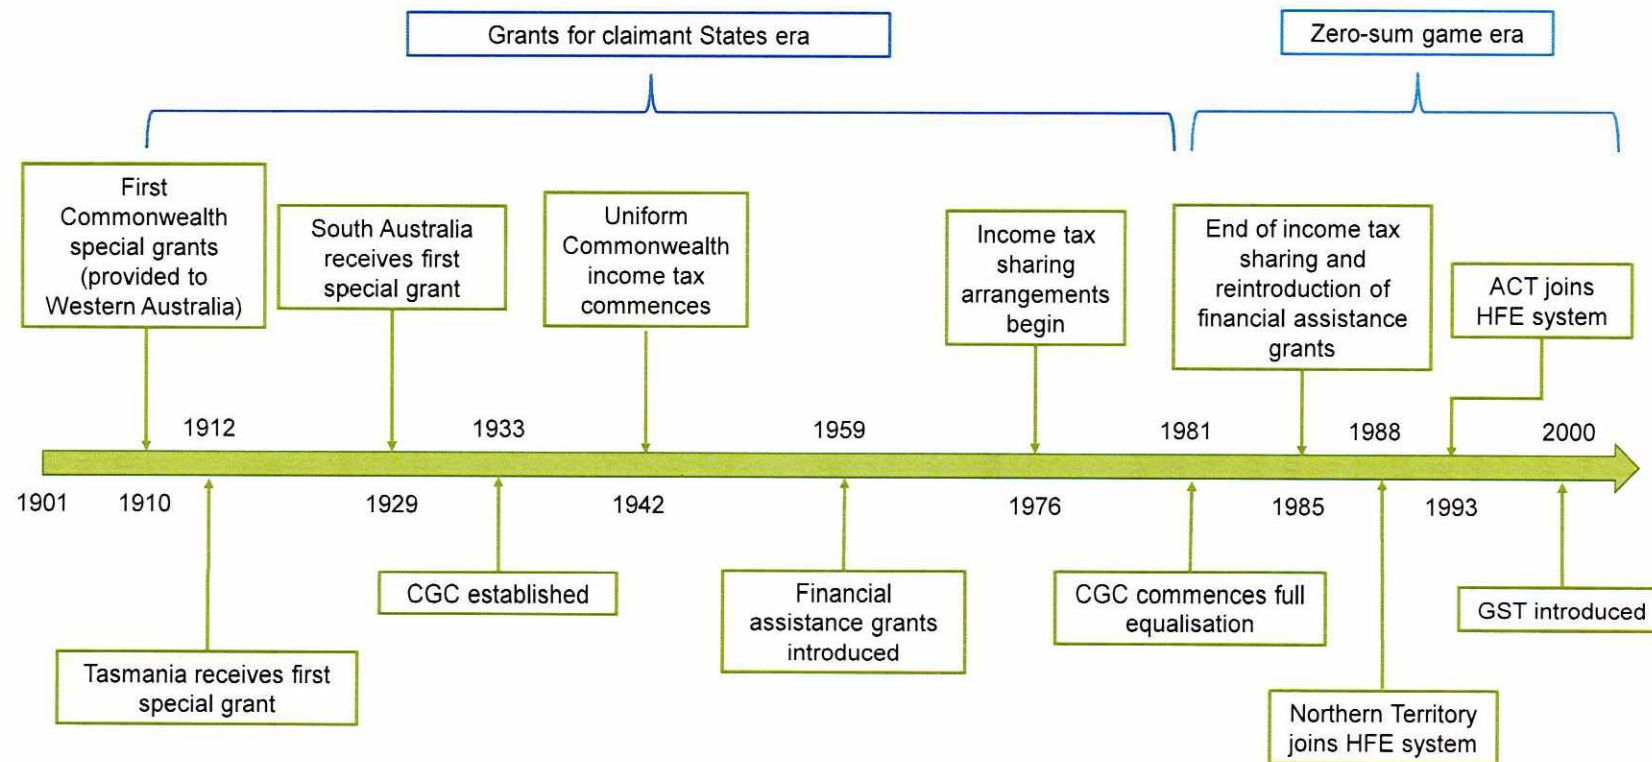 Grants for claimant States era
Zero-sum game era
First
Commonwealth
special grants
(provided to
Western Australia)
South Australia
receives first
special grant
Uniform
Commonwealth
income tax
commences
Income tax
sharing
arrangements
begin
End of income tax
sharing and
reintroduction of
financial assistance
grants
ACT joins
HFE system
1912
1933
1959
1981
1988
2000
1901
1910
1929
1942
1976
1985
1993
Tasmania receives first
special grant
CGC established
Financial
assistance grants
introduced
CGC commences full
equalisation
Northern Territory
joins HFE system
GST introduced